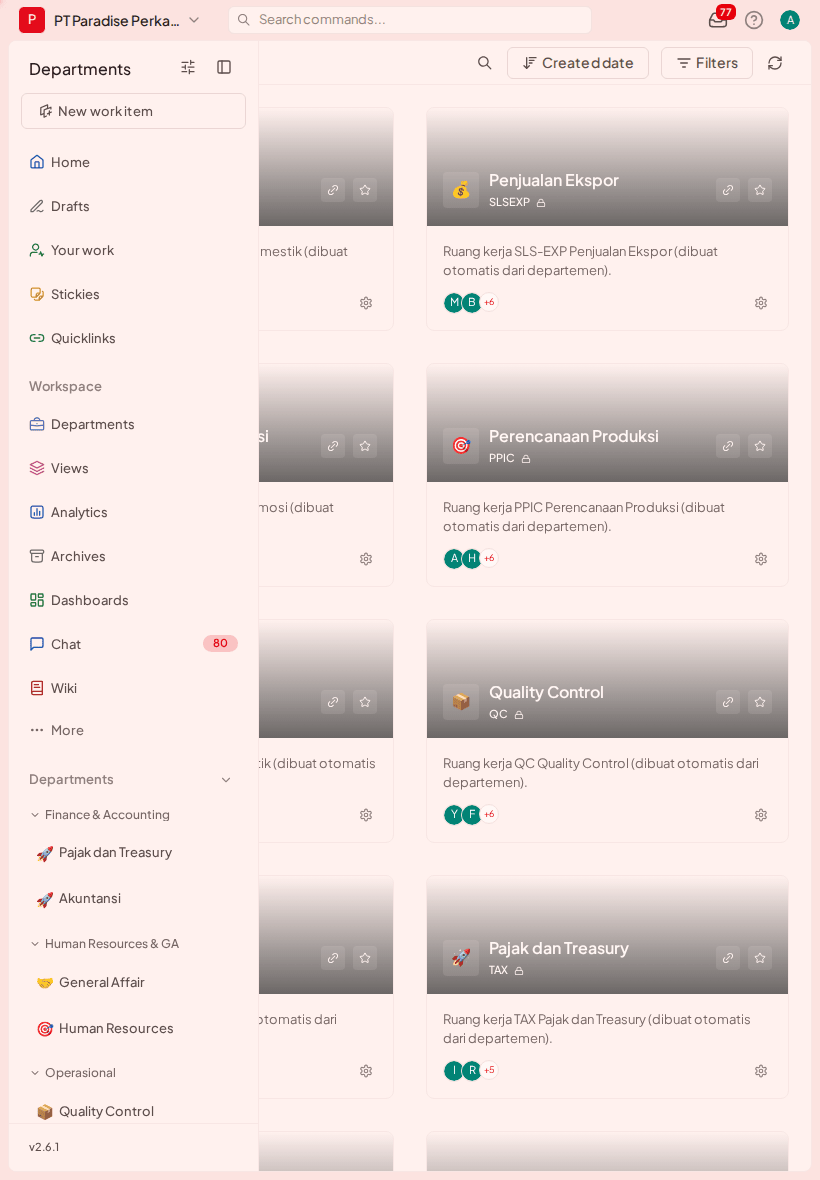 P
PT Paradise Perka...
Search commands...
77
A
Departments
New work item
Home
Drafts
Your work
Stickies
Quicklinks
Workspace
Departments
Views
Analytics
Archives
Dashboards
Chat
80
Wiki
More
Departments
Finance & Accounting
Pajak dan Treasury
Akuntansi
Human Resources & GA
General Affair
Human Resources
Operasional
Quality Control
v2.6.1
Created date
Filters
mestik (dibuat
Penjualan Ekspor
SLSEXP
Ruang kerja SLS-EXP Penjualan Ekspor (dibuat
otomatis dari departemen).
M
B
+6
si
mosi (dibuat
Perencanaan Produksi
PPIC
Ruang kerja PPIC Perencanaan Produksi (dibuat
otomatis dari departemen).
A
H
+6
tik (dibuat otomatis
Quality Control
QC
Ruang kerja QC Quality Control (dibuat otomatis dari
departemen).
Y
F
+6
otomatis dari
Pajak dan Treasury
TAX
Ruang kerja TAX Pajak dan Treasury (dibuat otomatis
dari departemen).
I
R
+5